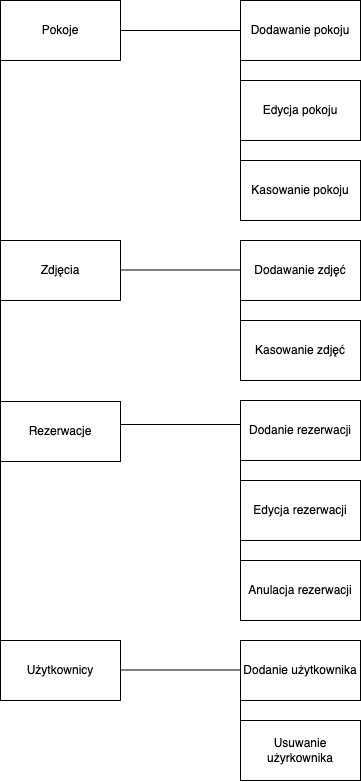 Pokoje
Dodawanie pokoju
Edycja pokoju
Kasowanie pokoju
Zdjęcia
Dodawanie zdjęć
Kasowanie zdjęć
Rezerwacje
Dodanie rezerwacji
Edycja rezerwacji
Anulacja rezerwacji
Użytkownicy
Dodanie użytkownika
Usuwanie
użyrkownika